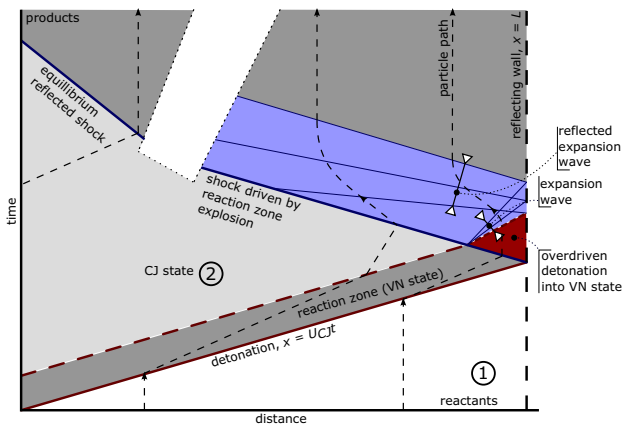 products
equillibrium
reflected shock
particle path
reflecting wall, x = L
reflected
expansion
wave
expansion
wave
shock driven by
reaction zone
explosion
time
CJ state 2
overdriven
detonation
into VN state
reaction zone (VN state)
detonation, x = U_CJ t
1
reactants
distance